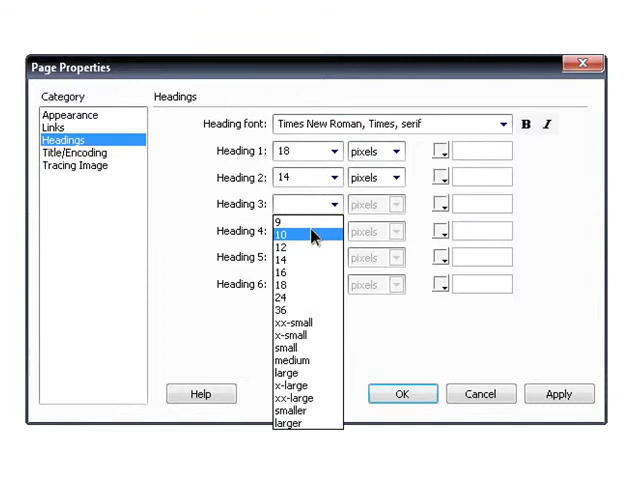 Page Properties
Category
Headings
Appearance
Links
Headings
Title/Encoding
Tracing Image
Heading font: Times New Roman, Times, serif B I
Heading 1: 18 pixels
Heading 2: 14 pixels
Heading 3: pixels
Heading 4: pixels
Heading 5: pixels
Heading 6: pixels
9
10
12
14
16
18
24
36
xx-small
x-small
small
medium
large
x-large
xx-large
smaller
larger
Help OK Cancel Apply